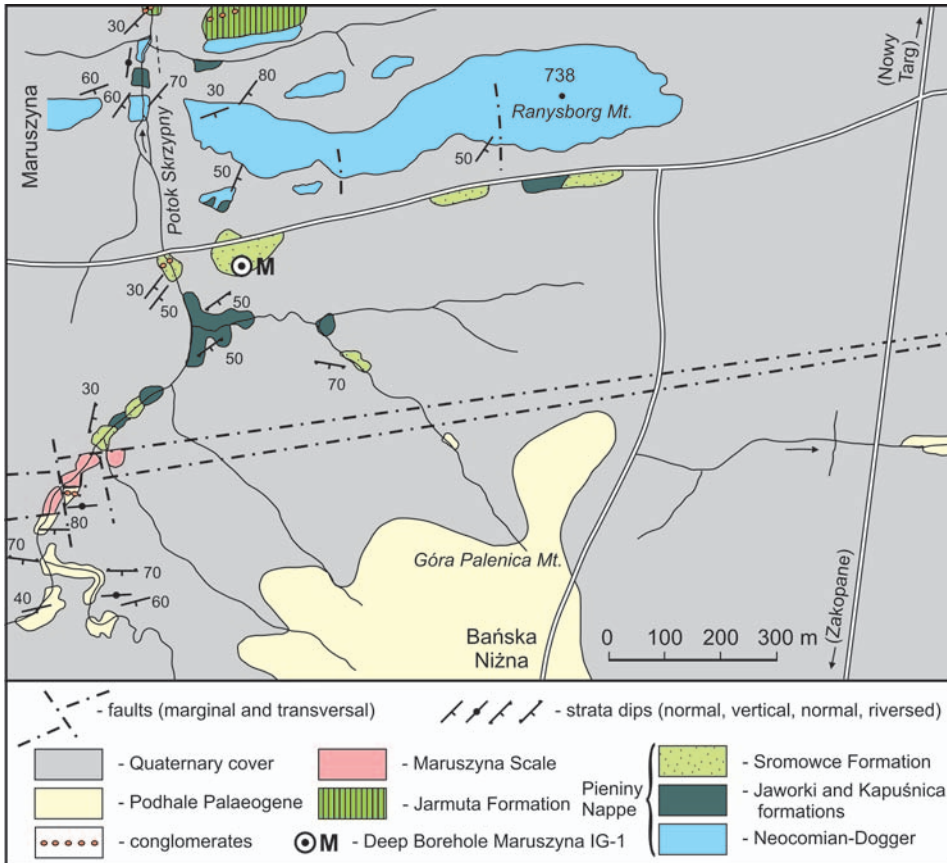 30
738
Ranysborg Mt.
(Nowy
Targ)
60
60
70
30
80
Maruszyna
Potok Skrzypny
50
50
M
30
50
50
50
70
30
80
70
70
40
60
Góra Palenica Mt.
Bańska
Niżna
0 100 200 300 m
(Zakopane)
- faults (marginal and transversal)
- strata dips (normal, vertical, normal, riversed)
- Quaternary cover
- Maruszyna Scale
- Sromowce Formation
- Podhale Palaeogene
- Jarmuta Formation
Pieniny
Nappe
- Jaworki and Kapuśnica
formations
- conglomerates
M - Deep Borehole Maruszyna IG-1
- Neocomian-Dogger